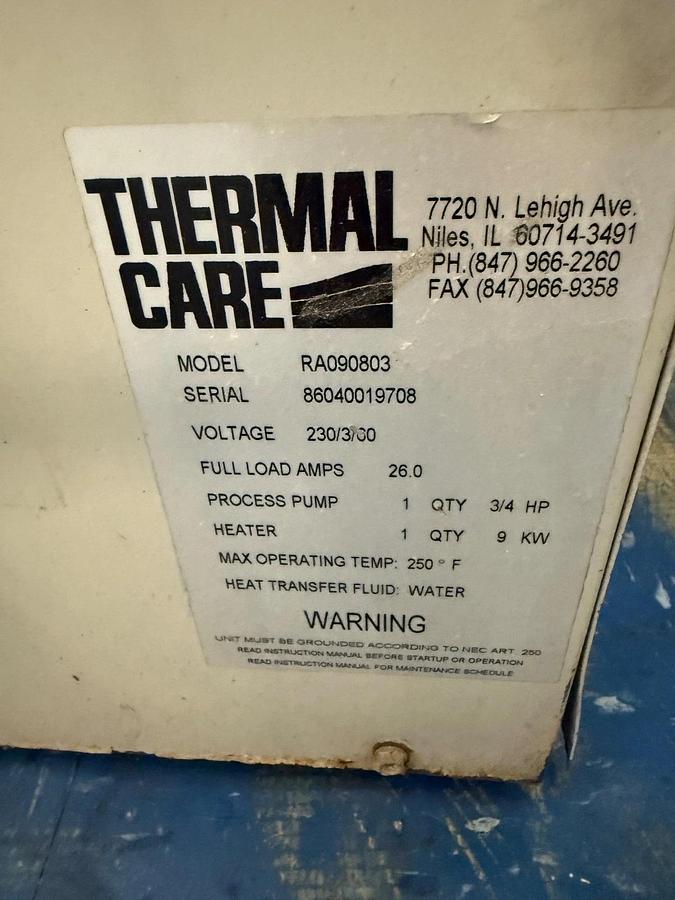 THERMAL
CARE
7720 N. Lehigh Ave.
Niles, IL 60714-3491
PH.(847) 966-2260
FAX (847)966-9358
MODEL RA090803
SERIAL 86040019708
VOLTAGE 230/3/60
FULL LOAD AMPS 26.0
PROCESS PUMP 1 QTY 3/4 HP
HEATER 1 QTY 9 KW
MAX OPERATING TEMP: 250 ° F
HEAT TRANSFER FLUID: WATER
WARNING
UNIT MUST BE GROUNDED ACCORDING TO NEC ART 250
READ INSTRUCTION MANUAL BEFORE STARTUP OR OPERATION
READ INSTRUCTION MANUAL FOR MAINTENANCE SCHEDULE